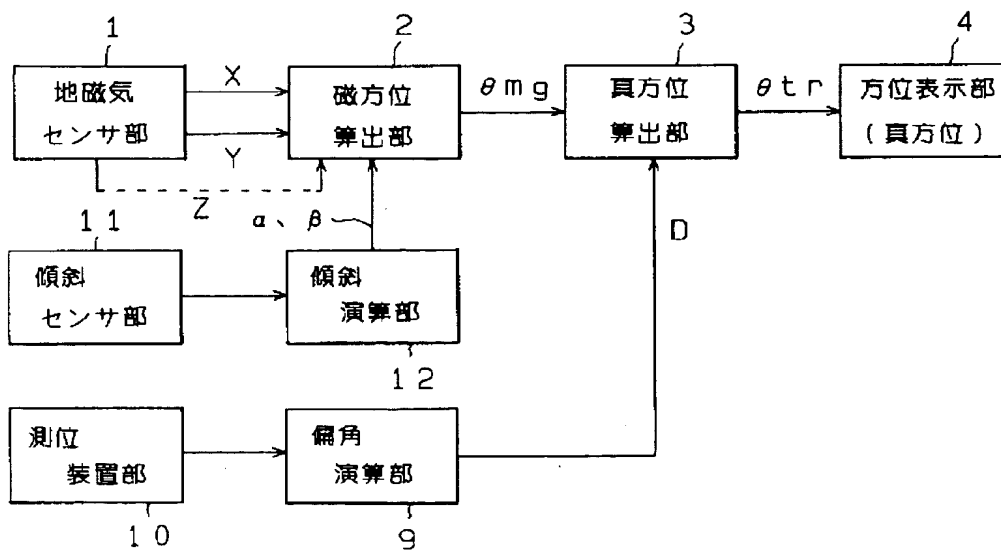 1
地磁気
センサ部
X
Y
Z
2
磁方位
算出部
θmg
3
真方位
算出部
θtr
4
方位表示部
(真方位)
11
傾斜
センサ部
α、β
傾斜
演算部
12
D
測位
装置部
10
偏角
演算部
9